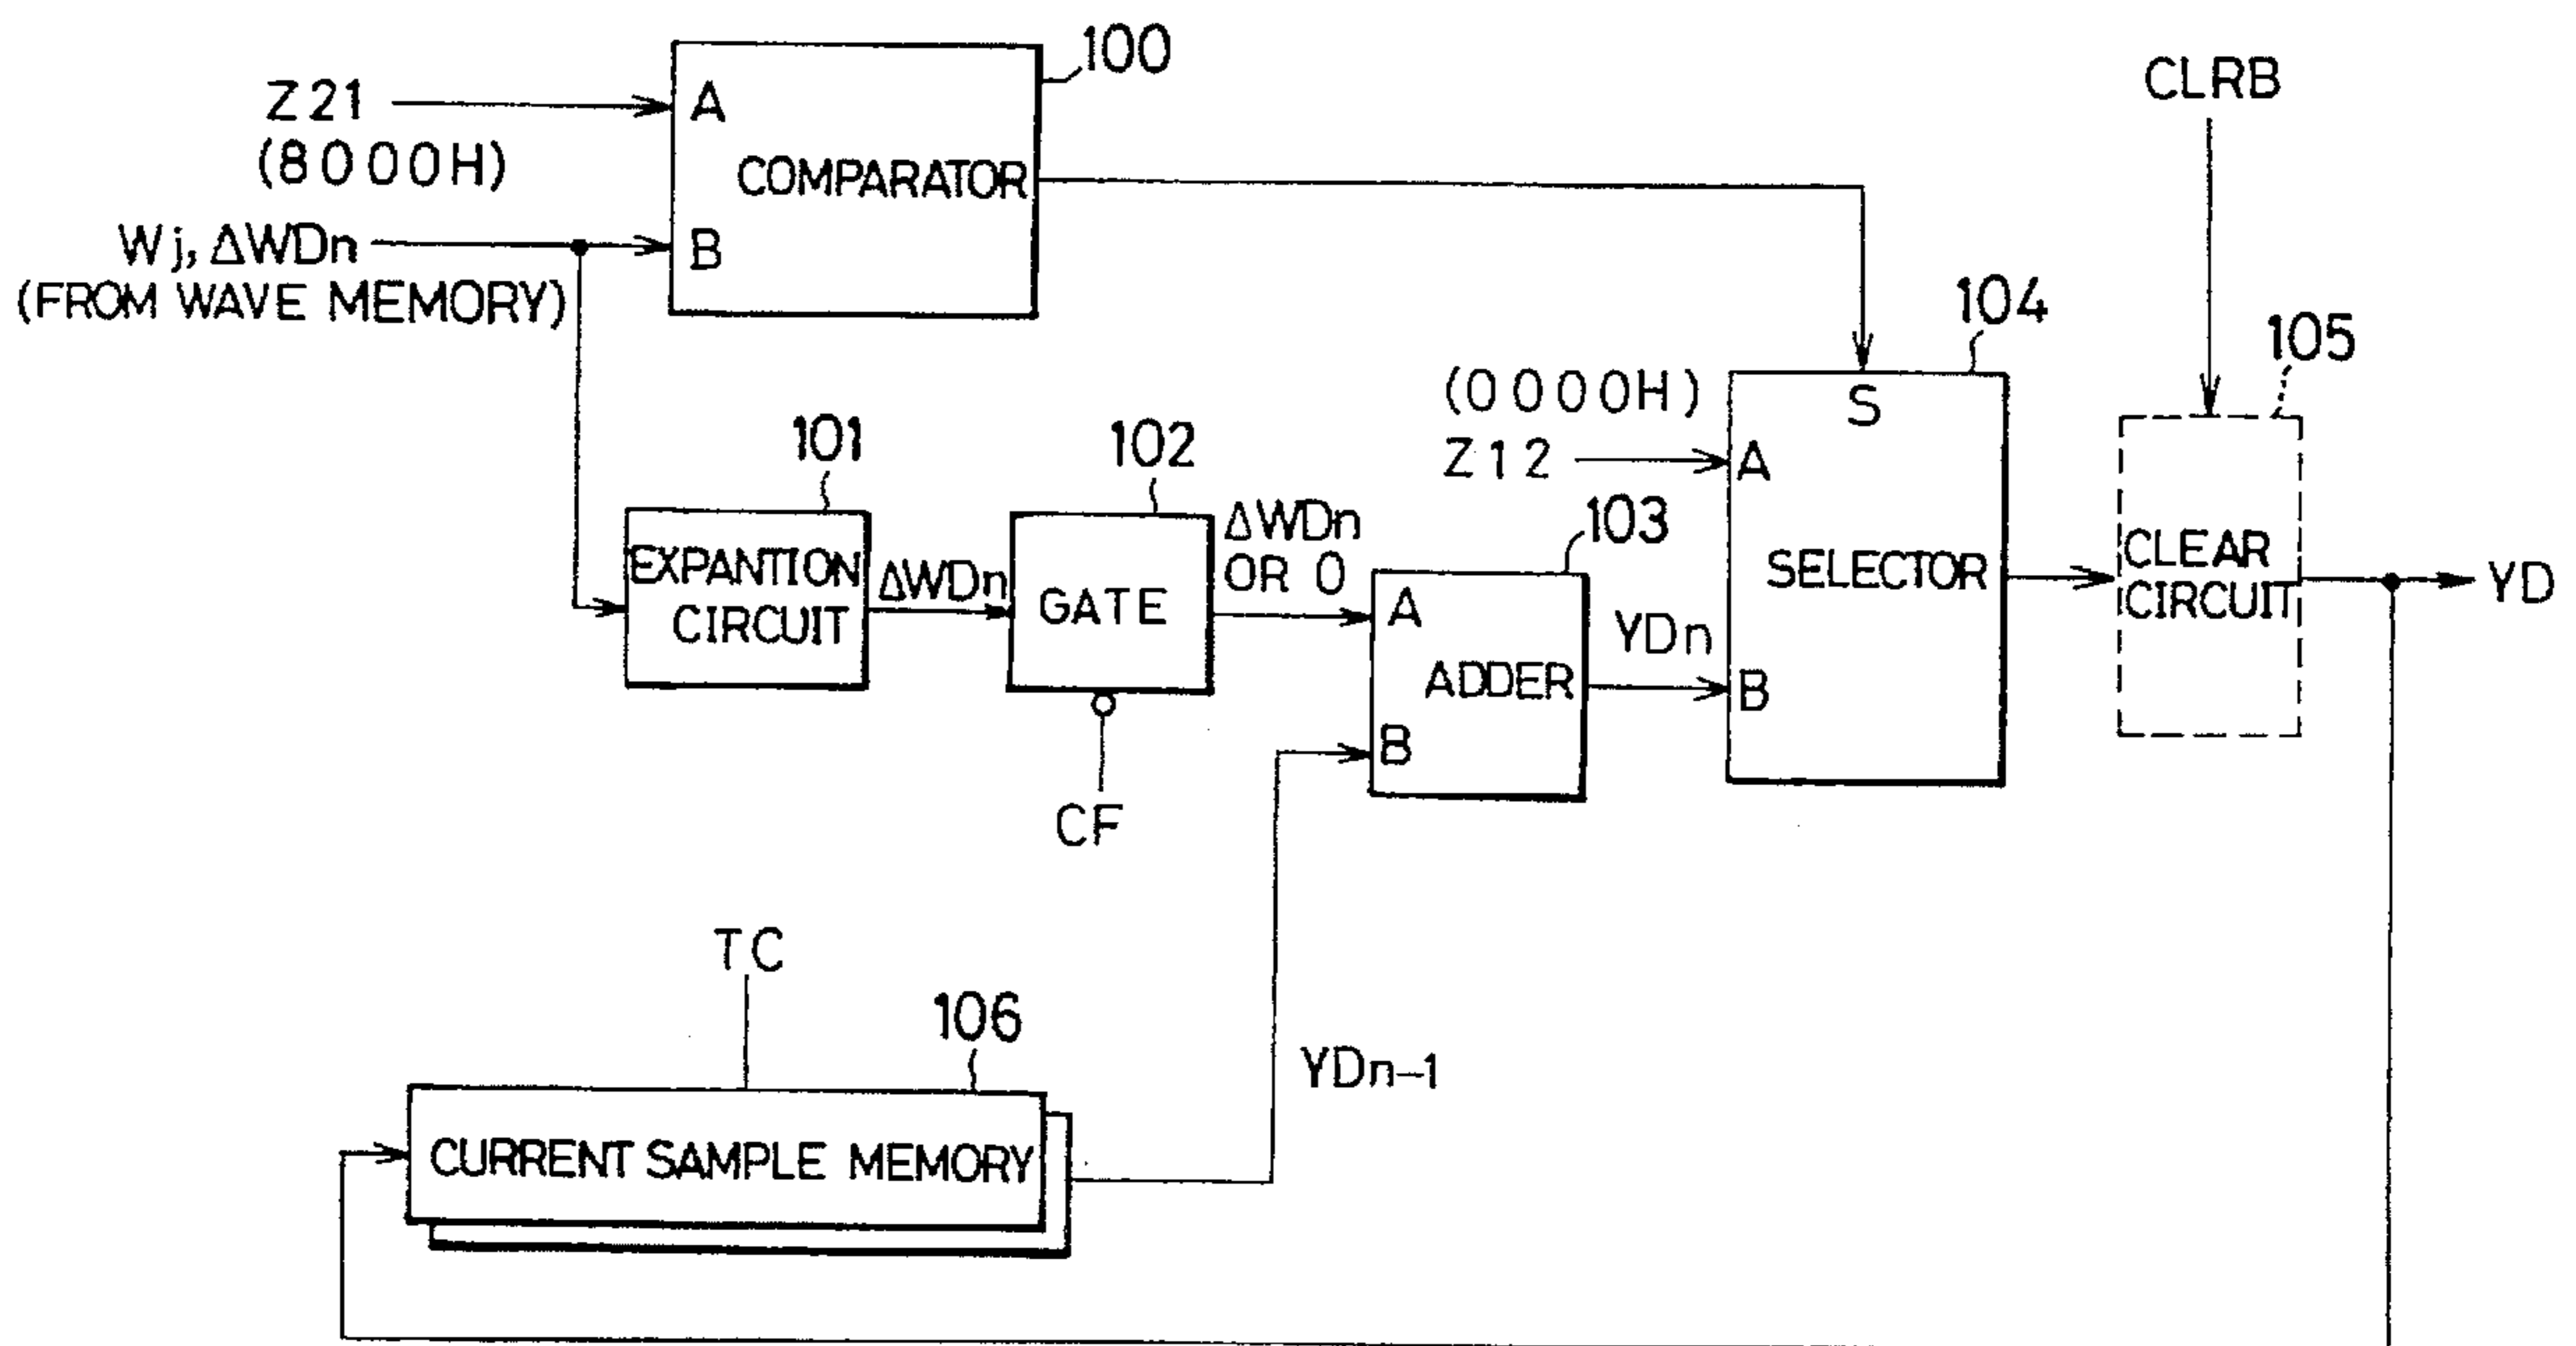 100
Z21
(8000H)
A
COMPARATOR
Wj, ΔWDn
(FROM WAVE MEMORY)
B
CLRB
104
105
(0000H)
Z12
S
A
SELECTOR
B
CLEAR
CIRCUIT
YD
101
EXPANTION
CIRCUIT
ΔWDn
102
GATE
CF
ΔWDn
OR 0
103
A
ADDER
B
YDn
TC
106
CURRENT SAMPLE MEMORY
YDn-1